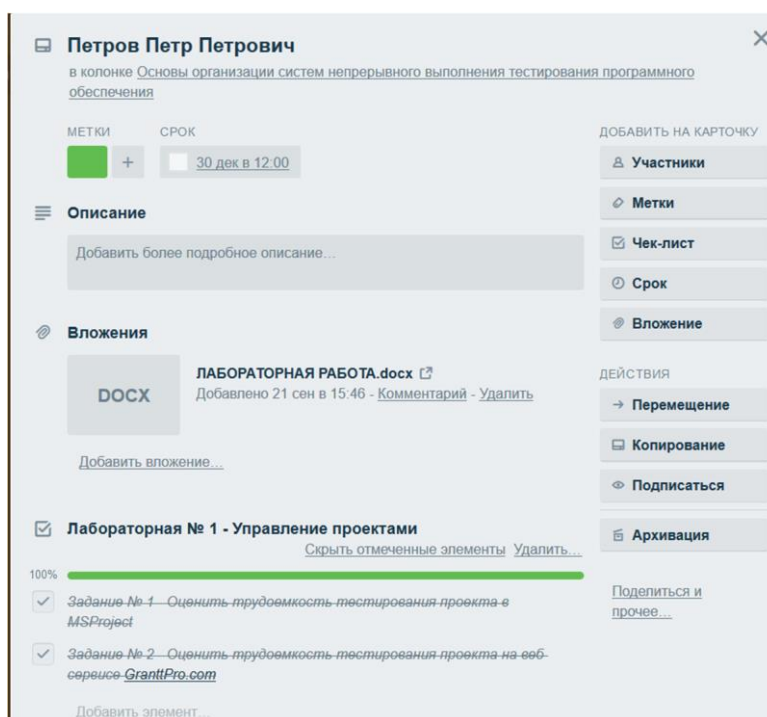 Петров Петр Петрович
в колонке Основы организации систем непрерывного выполнения тестирования программного
обеспечения
МЕТКИ
СРОК
+
30 дек в 12:00
Описание
Добавить более подробное описание...
Вложения
DOCX
ЛАБОРАТОРНАЯ РАБОТА.docx
Добавлено 21 сен в 15:46 - Комментарий - Удалить
Добавить вложение...
Лабораторная № 1 - Управление проектами
Скрыть отмеченные элементы Удалить...
100%
Задание № 1 Оценить трудоемкость тестирования проекта в
MSProject
Задание № 2 Оценить трудоемкость тестирования проекта на веб-
сервисе GranttPro.com
Добавить элемент...
ДОБАВИТЬ НА КАРТОЧКУ
Участники
Метки
Чек-лист
Срок
Вложение
ДЕЙСТВИЯ
Перемещение
Копирование
Подписаться
Архивация
Поделиться и
прочее...